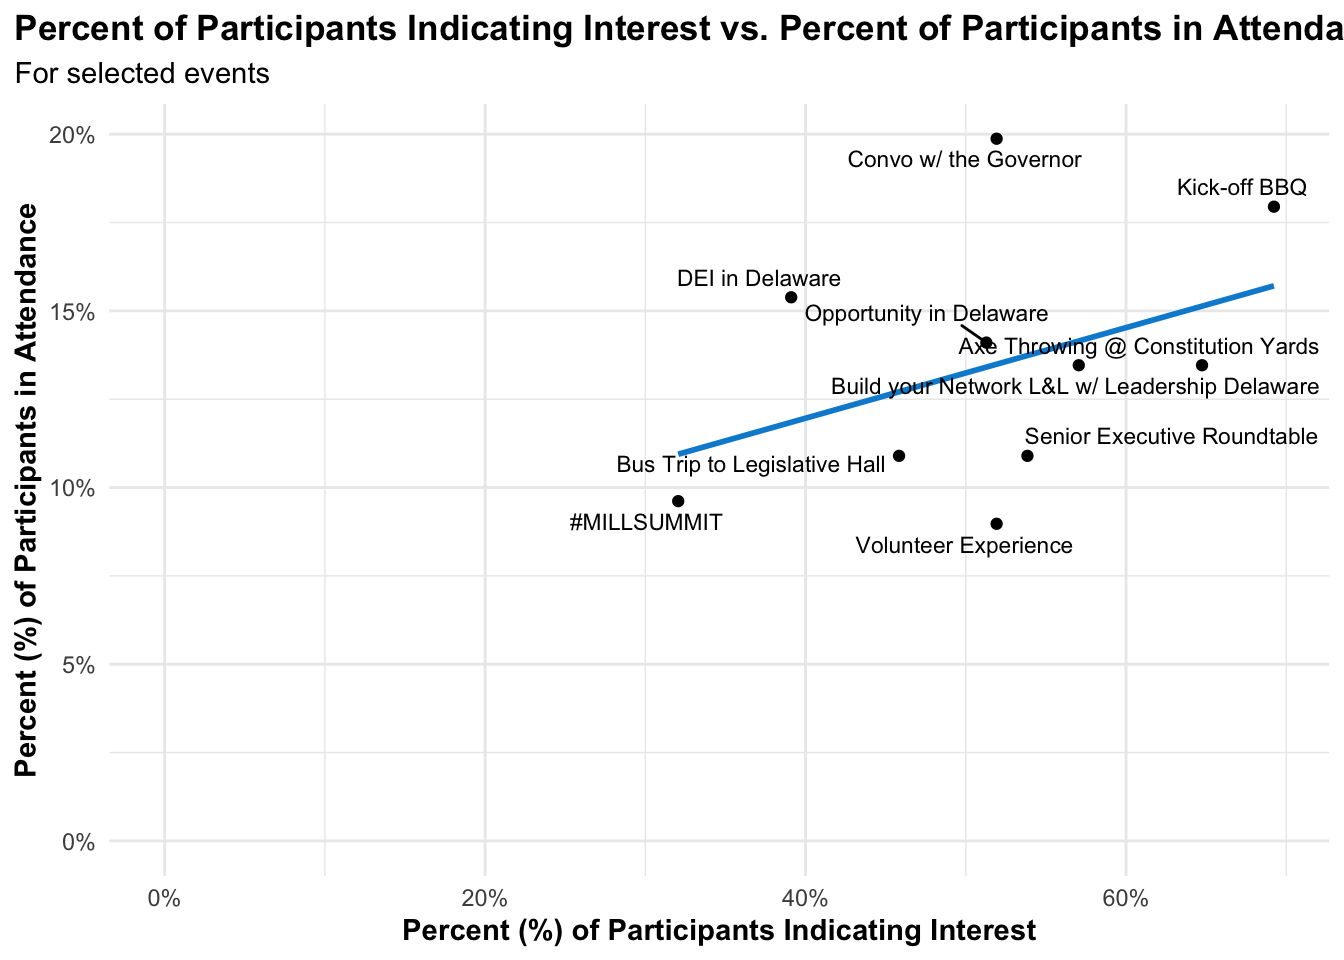 Percent of Participants Indicating Interest vs. Percent of Participants in Attenda
For selected events
Percent (%) of Participants in Attendance
20%
15%
10%
5%
0%
Convo w/ the Governor
Kick-off BBQ
DEI in Delaware
Opportunity in Delaware
Axe Throwing @ Constitution Yards
Build your Network L&L w/ Leadership Delaware
Senior Executive Roundtable
Bus Trip to Legislative Hall
#MILLSUMMIT
Volunteer Experience
0%
20%
40%
60%
Percent (%) of Participants Indicating Interest